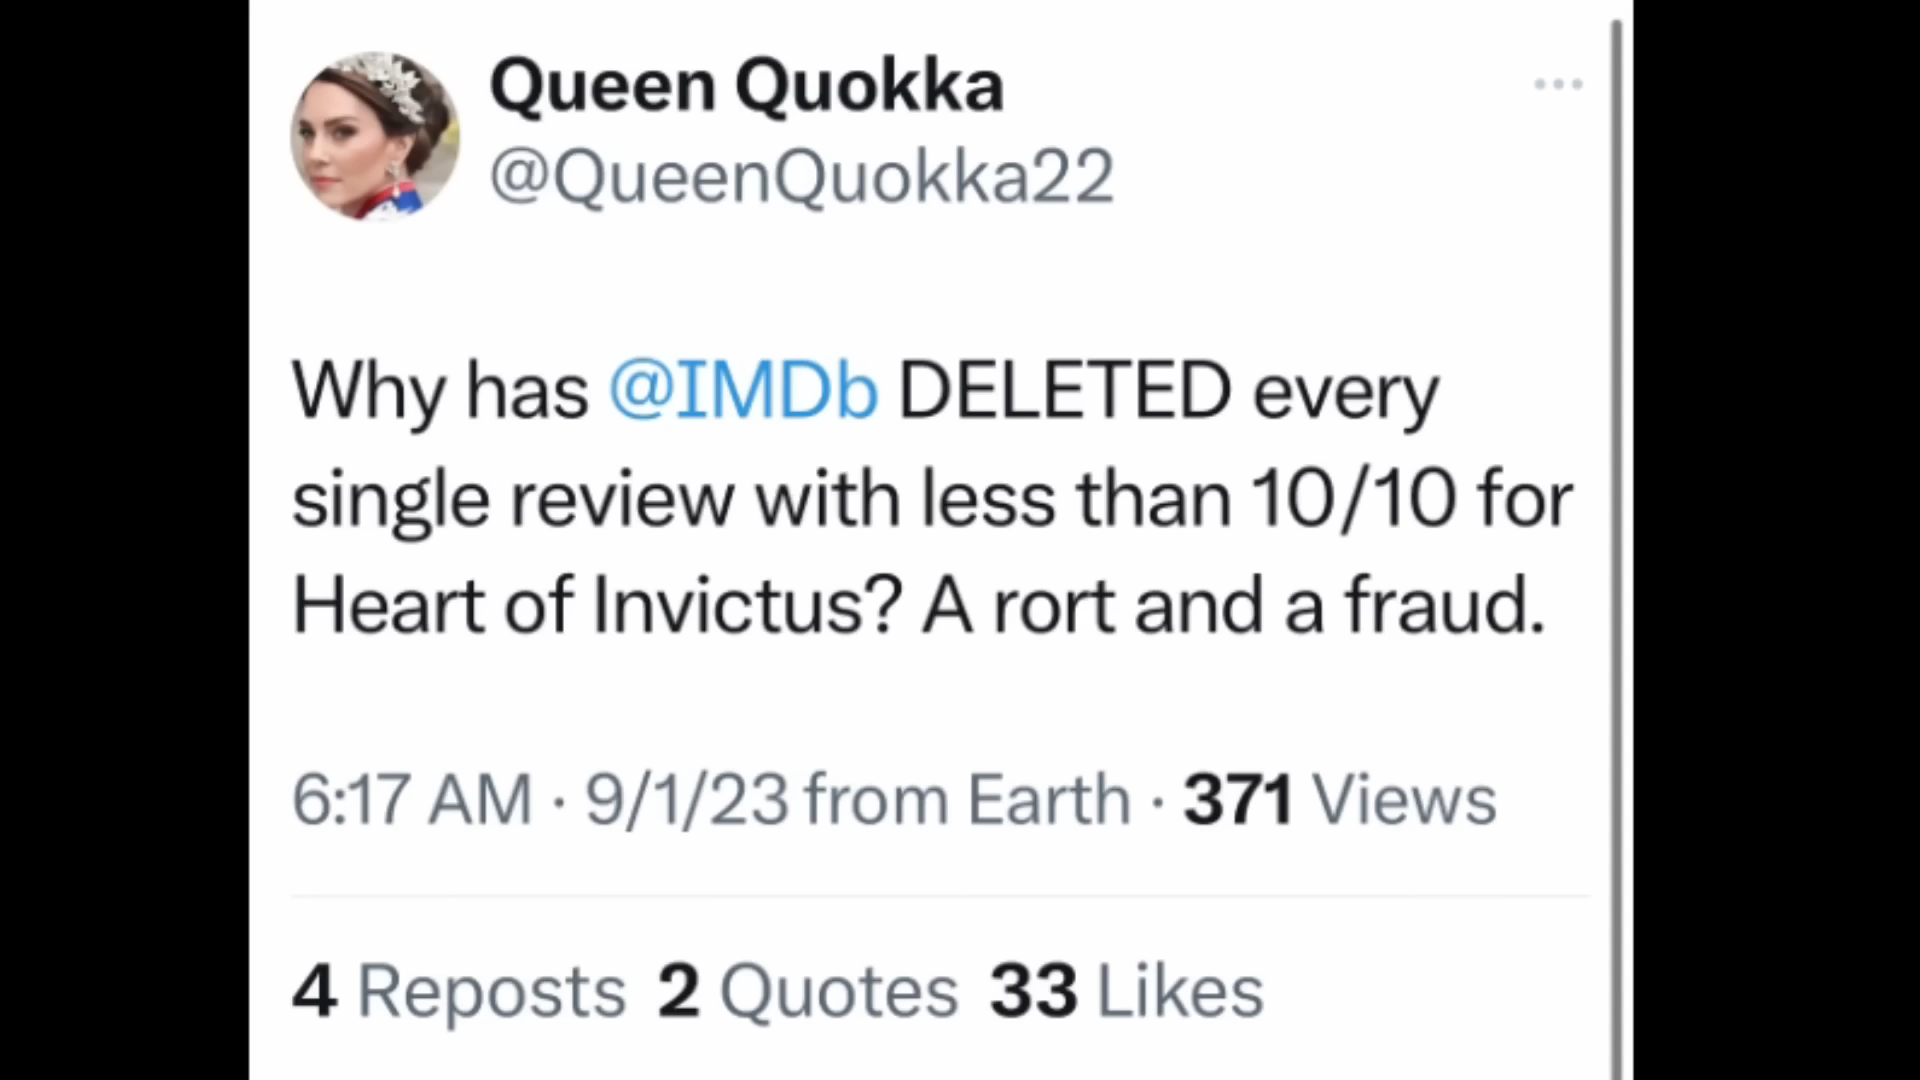 Queen Quokka
@QueenQuokka22
Why has @IMDb DELETED every
single review with less than 10/10 for
Heart of Invictus? A rort and a fraud.
6:17 AM · 9/1/23 from Earth · 371 Views
4 Reposts 2 Quotes 33 Likes